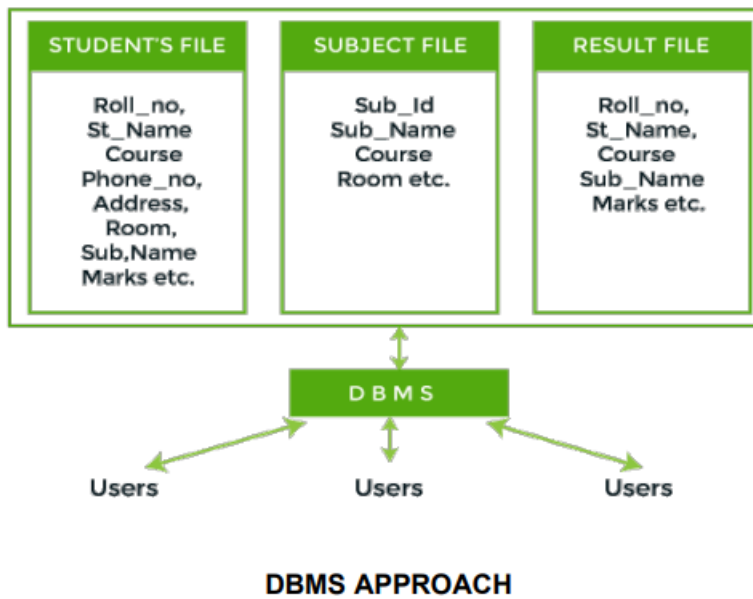 STUDENT'S FILE
Roll_no,
St_Name
Course
Phone_no,
Address,
Room,
Sub,Name
Marks etc.
SUBJECT FILE
Sub_Id
Sub_Name
Course
Room etc.
RESULT FILE
Roll_no,
St_Name,
Course
Sub_Name
Marks etc.
DBMS
Users
Users
Users
DBMS APPROACH